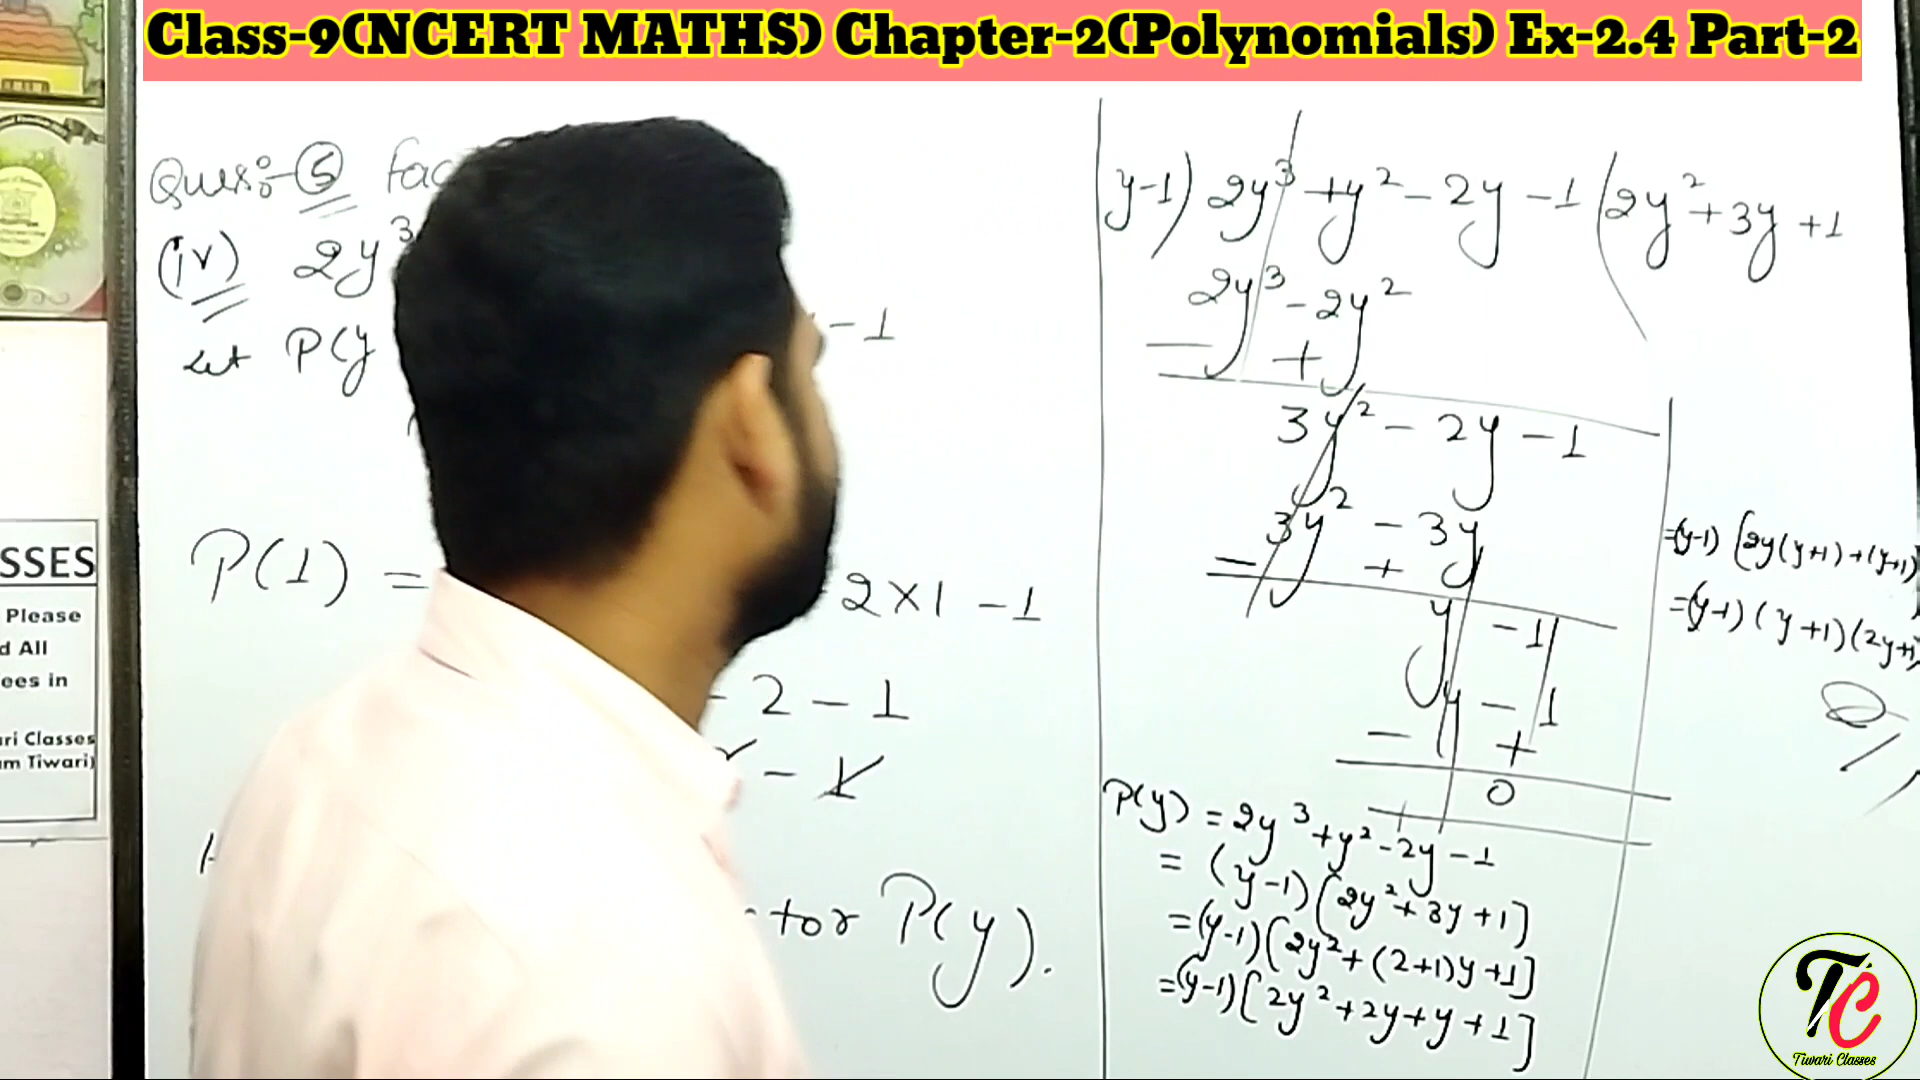 Class-9(NCERT MATHS) Chapter-2(Polynomials) Ex-2.4 Part-2
Ques:- 5 fac
(iv) 2y³
Let P(y - 1
P(1) = 2×1 - 1
- 2 - 1
- 1
tor P(y).
y-1) 2y³ + y² - 2y - 1 ( 2y² + 3y + 1
2y³ - 2y²
- +
3y² - 2y - 1
3y² - 3y
- +
y - 1
y - 1
- +
0
P(y) = 2y³ + y² - 2y - 1
= (y-1) [2y² + 3y + 1]
= (y-1) [2y² + (2+1)y + 1]
= (y-1) [2y² + 2y + y + 1]
= (y-1) [2y(y+1) + (y+1)
= (y-1) (y+1) (2y+1)
SSES
Please
d All
ees in
ri Classes
m Tiwari)
TC
Tiwari Classes